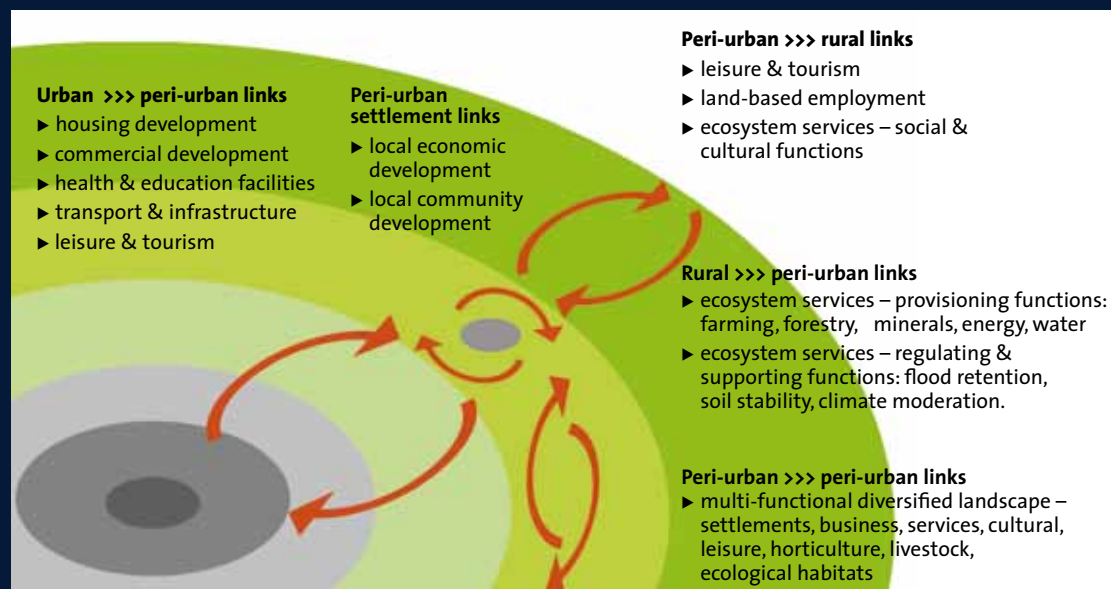 Urban >>> peri-urban links
▶ housing development
▶ commercial development
▶ health & education facilities
▶ transport & infrastructure
▶ leisure & tourism
Peri-urban
settlement links
▶ local economic
development
▶ local community
development
Peri-urban >>> rural links
▶ leisure & tourism
▶ land-based employment
▶ ecosystem services – social &
cultural functions
Rural >>> peri-urban links
▶ ecosystem services – provisioning functions:
farming, forestry, minerals, energy, water
▶ ecosystem services – regulating &
supporting functions: flood retention,
soil stability, climate moderation.
Peri-urban >>> peri-urban links
▶ multi-functional diversified landscape –
settlements, business, services, cultural,
leisure, horticulture, livestock,
ecological habitats